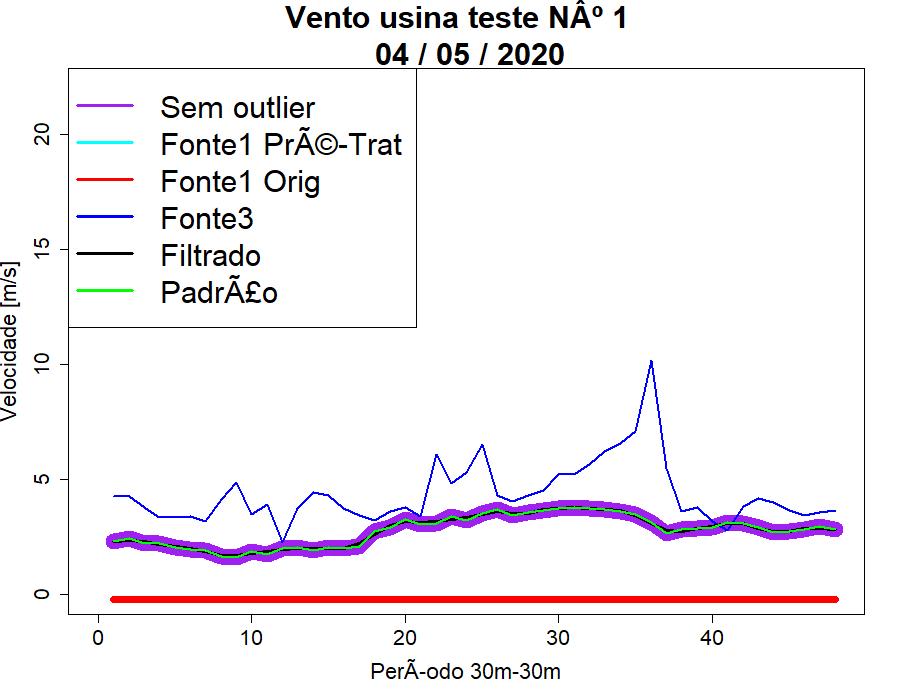 Vento usina teste NÂº 1
04 / 05 / 2020
Sem outlier
Fonte1 PrÃ©-Trat
Fonte1 Orig
Fonte3
Filtrado
PadrÃ£o
Velocidade [m/s]
20
15
10
5
0
0 10 20 30 40
PerÃ-odo 30m-30m